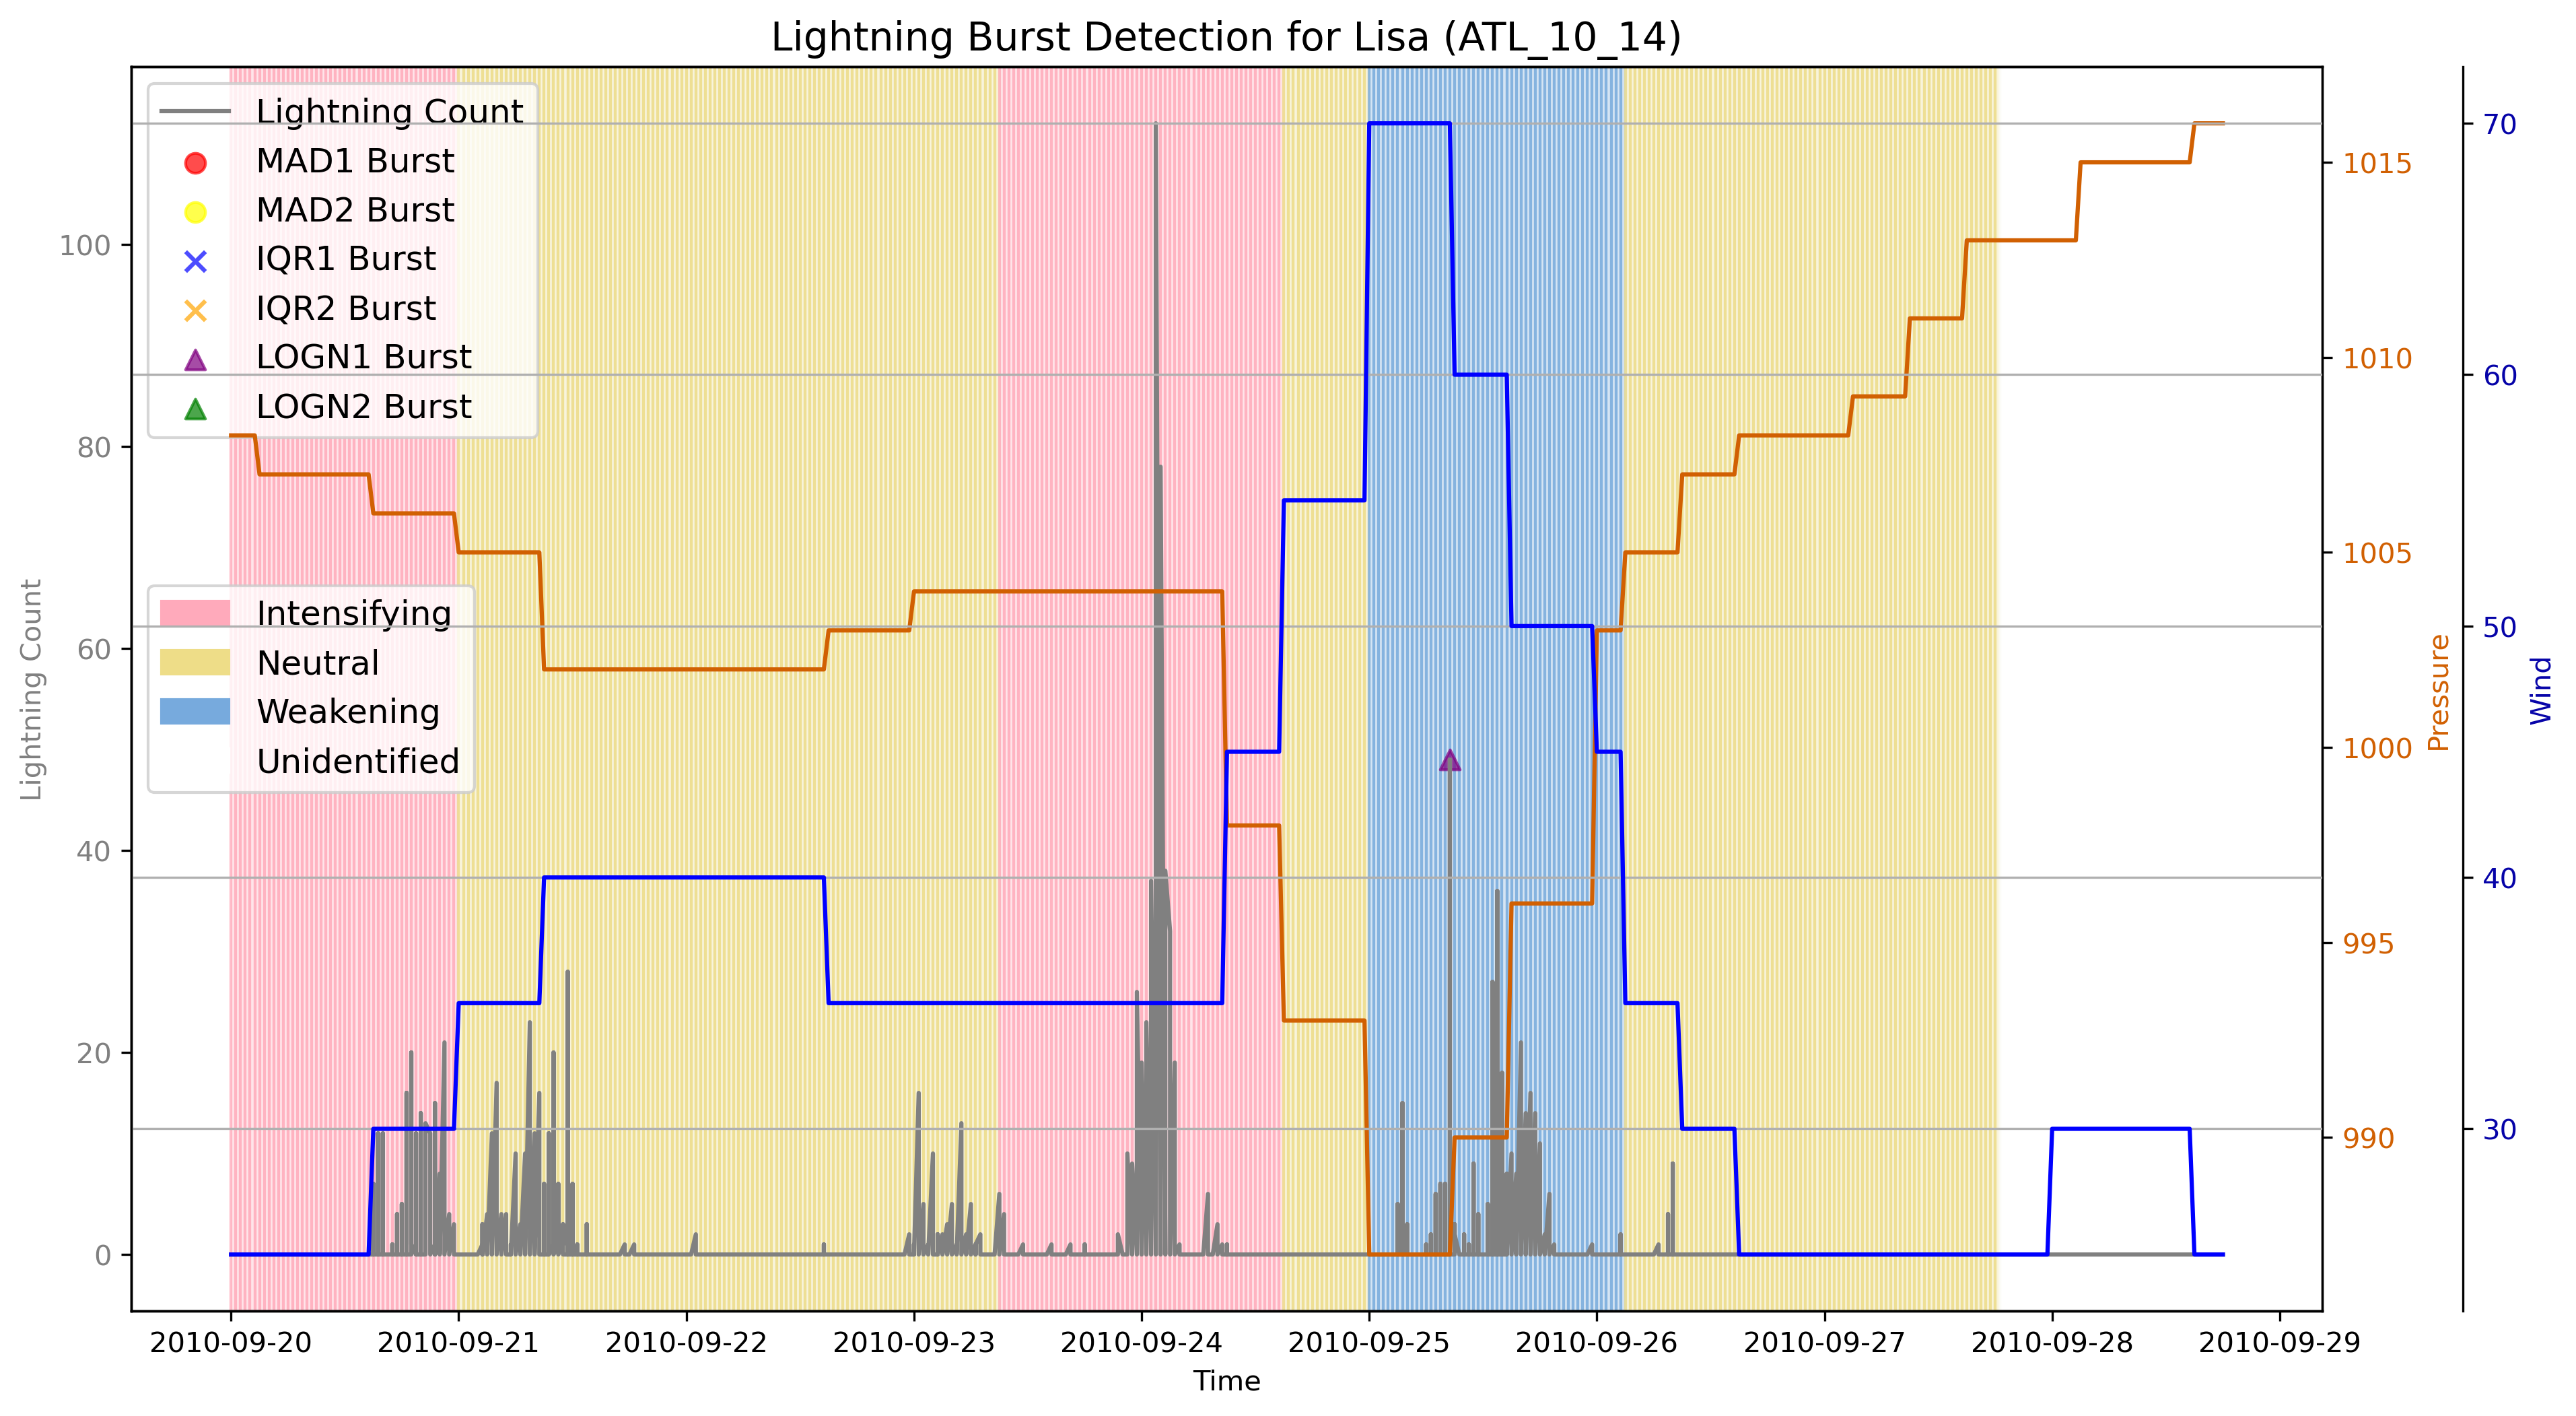 Lightning Burst Detection for Lisa (ATL_10_14)
Lightning Count
MAD1 Burst
MAD2 Burst
IQR1 Burst
IQR2 Burst
LOGN1 Burst
LOGN2 Burst
Intensifying
Neutral
Weakening
Unidentified
Lightning Count
100
80
60
40
20
0
1015
1010
1005
1000
995
990
Pressure
70
60
50
40
30
Wind
2010-09-20
2010-09-21
2010-09-22
2010-09-23
2010-09-24
2010-09-25
2010-09-26
2010-09-27
2010-09-28
2010-09-29
Time